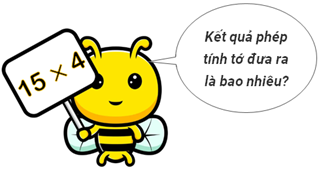 15 × 4
Kết quả phép
tính tớ đưa ra
là bao nhiêu?